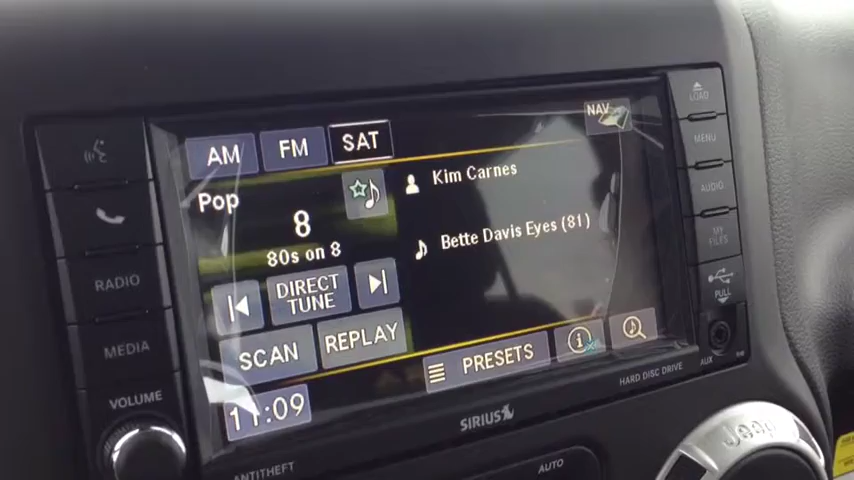 AM FM SAT
NAV
Pop
Kim Carnes
8
80s on 8
Bette Davis Eyes (81)
DIRECT TUNE
SCAN REPLAY
PRESETS
11:09
RADIO
MEDIA
VOLUME
LOAD
MENU
AUDIO
MY FILES
PULL
AUX
HARD DISC DRIVE
SIRIUS
ANTITHEFT
AUTO
Jeep